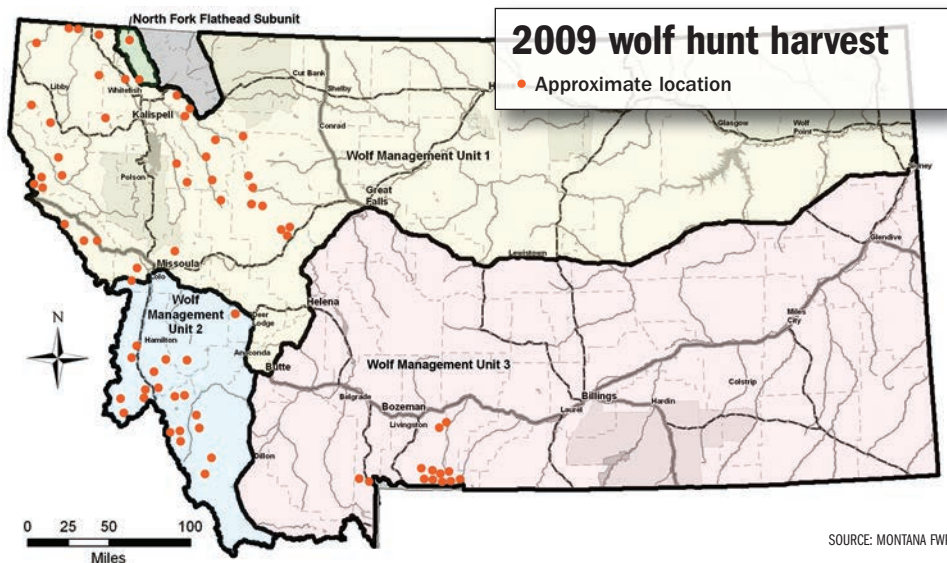 North Fork Flathead Subunit
2009 wolf hunt harvest
Approximate location
Libby
Whitefish
Kalispell
Cut Bank
Shelby
Conrad
Glasgow
Wolf
Point
Wolf Management Unit 1
Polson
Great
Falls
Lewistown
Glendive
Missoula
Lolo
Wolf
Management
Unit 2
Helena
Deer
Lodge
Miles
City
N
Hamilton
Anaconda
Butte
Wolf Management Unit 3
Colstrip
Belgrade
Bozeman
Livingston
Billings
Laurel
Hardin
Dillon
0 25 50 100
Miles
SOURCE: MONTANA FW